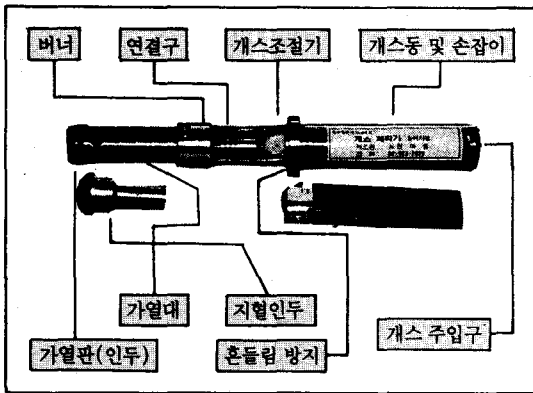 버너
연결구
개스조절기
개스동 및 손잡이
가열대
지혈인두
개스 주입구
가열판(인두)
흔들림 방지